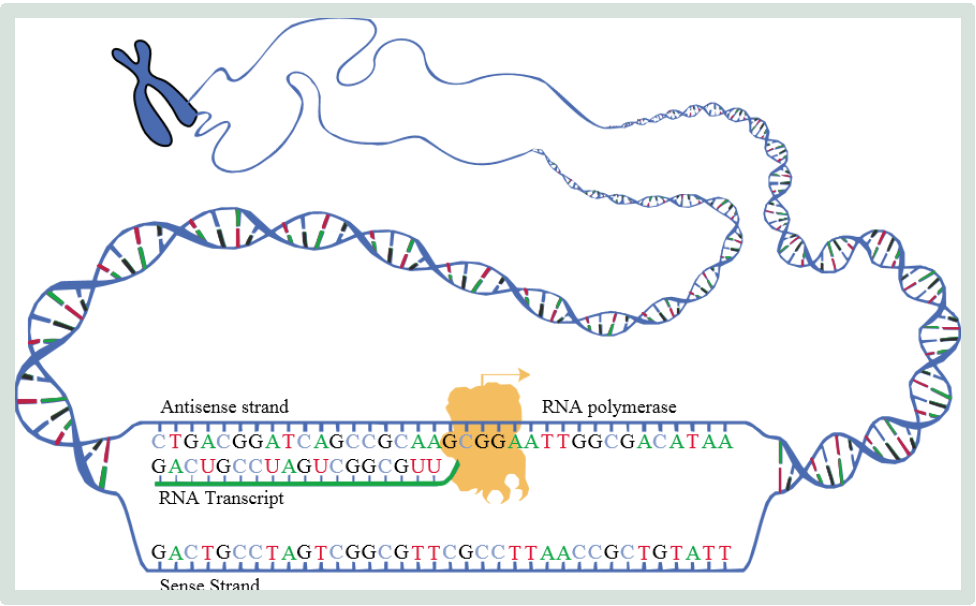 Antisense strand
RNA polymerase
CTGACGGATCAGCCGCAAGCGGAATTGGCGACATAA
GACUGCCUAGUCGGCGUU
RNA Transcript
GACTGCCTAGTCGGCGTTCGCCTTAACCGCTGTATT
Sense Strand